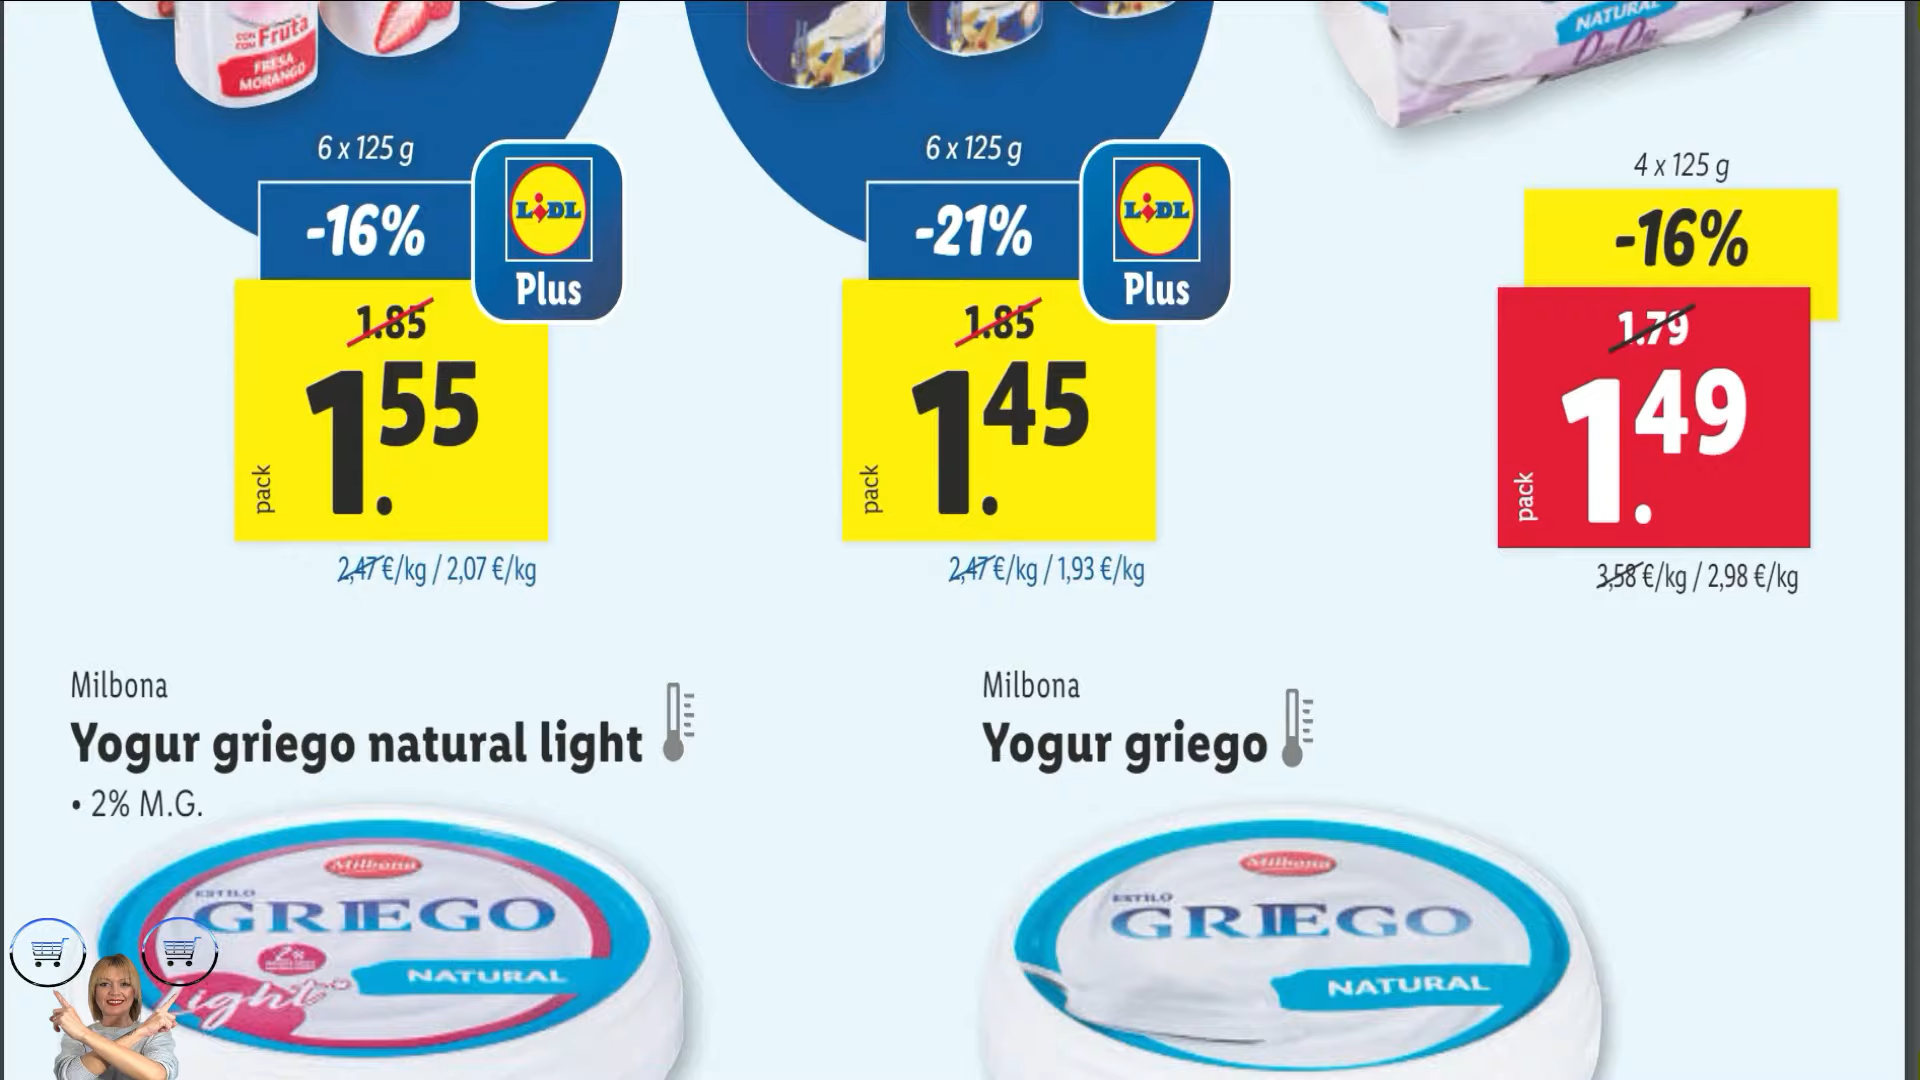 CON
COM Fruta
FRESA
MORANGO
NATURAL
6 x 125 g
-16%
LIDL
Plus
1.85
1.55
pack
2,47 €/kg / 2,07 €/kg
6 x 125 g
-21%
LIDL
Plus
1.85
1.45
pack
2,47 €/kg / 1,93 €/kg
4 x 125 g
-16%
1.79
1.49
pack
3,58 €/kg / 2,98 €/kg
Milbona
Yogur griego natural light
• 2% M.G.
Milbona
ESTILO
GRIEGO
2%
NATURAL
Light
Milbona
Yogur griego
Milbona
ESTILO
GRIEGO
NATURAL